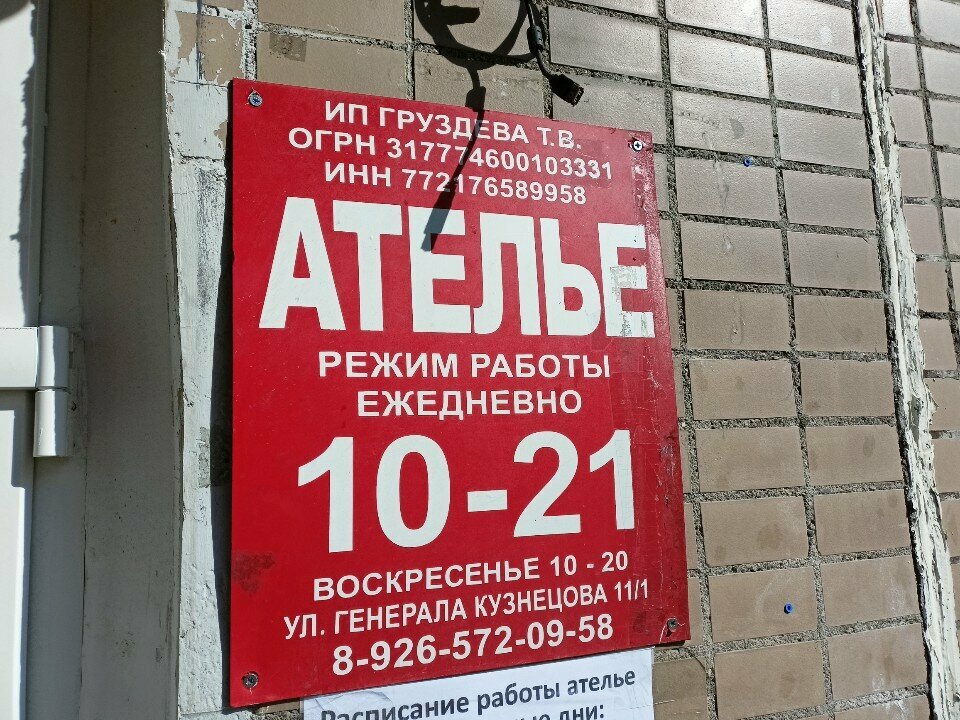 ИП ГРУЗДЕВА Т.В.
ОГРН 317774600103331
ИНН 772176589958
АТЕЛЬЕ
РЕЖИМ РАБОТЫ
ЕЖЕДНЕВНО
10-21
ВОСКРЕСЕНЬЕ 10 - 20
УЛ. ГЕНЕРАЛА КУЗНЕЦОВА 11/1
8-926-572-09-58
Расписание работы ателье
дни: